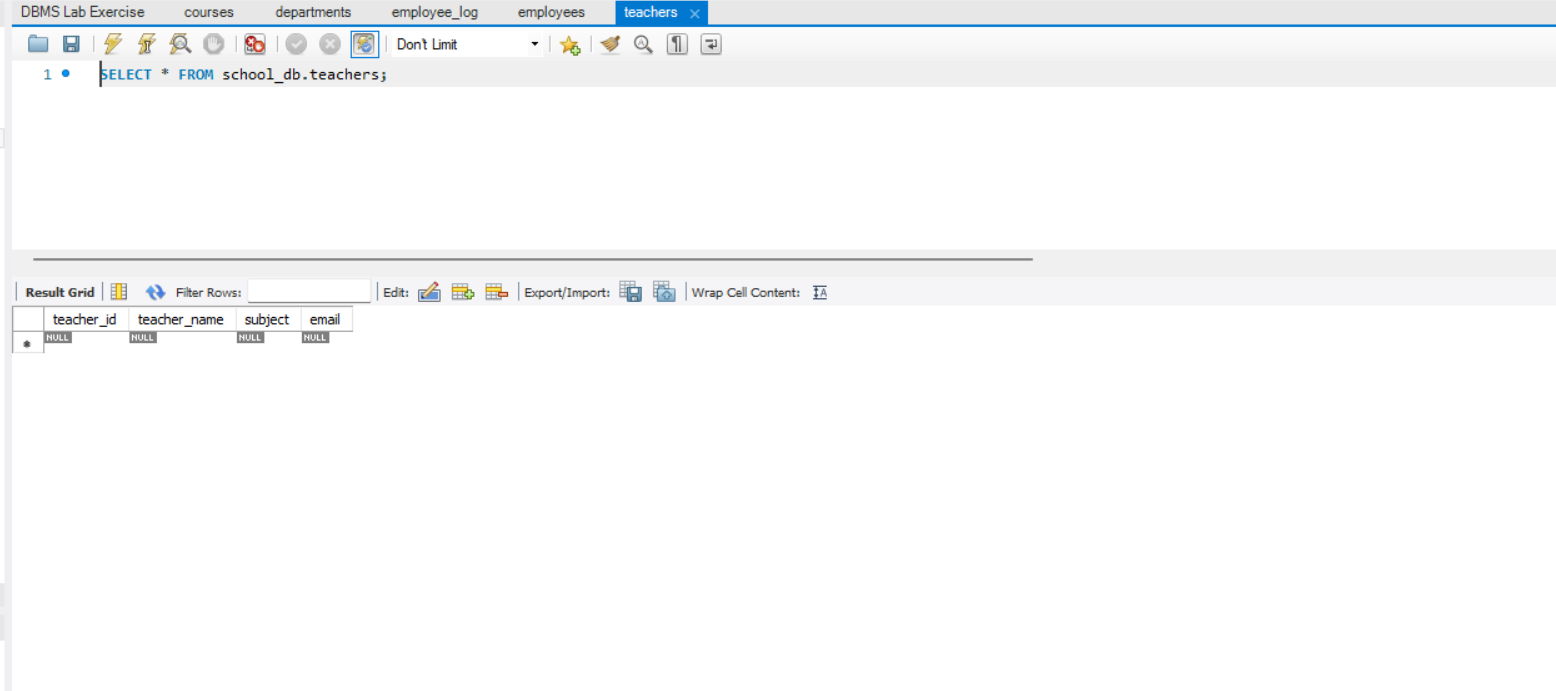 DBMS Lab Exercise courses departments employee_log employees teachers
Don't Limit
1 SELECT * FROM school_db.teachers;
Result Grid Filter Rows: Edit: Export/Import: Wrap Cell Content: IA
teacher_id teacher_name subject email
NULL NULL NULL NULL